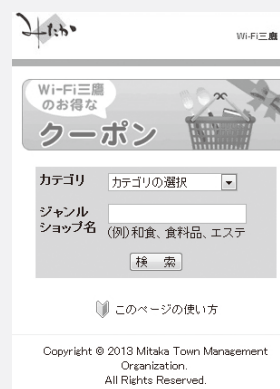 みたか
Wi-Fi三鷹
Wi-Fi三鷹
のお得な
クーポン
カテゴリ カテゴリの選択
ジャンル
ショップ名
(例)和食、食料品、エステ
検 索
このページの使い方
Copyright © 2013 Mitaka Town Management
Organization.
All Rights Reserved.